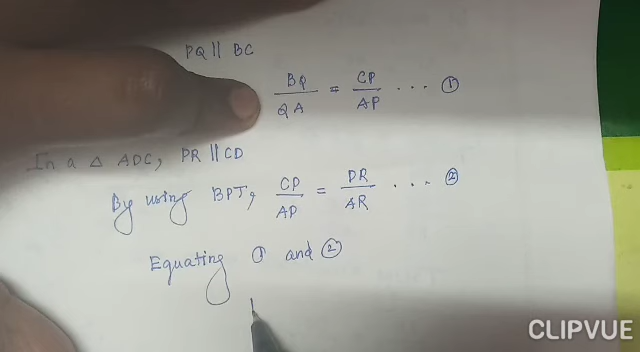 PQ || BC
BQ/QA = CP/AP ... ①
In a △ ADC, PR || CD
By using BPT, CP/AP = DR/AR ... ②
Equating ① and ②
CLIPVUE